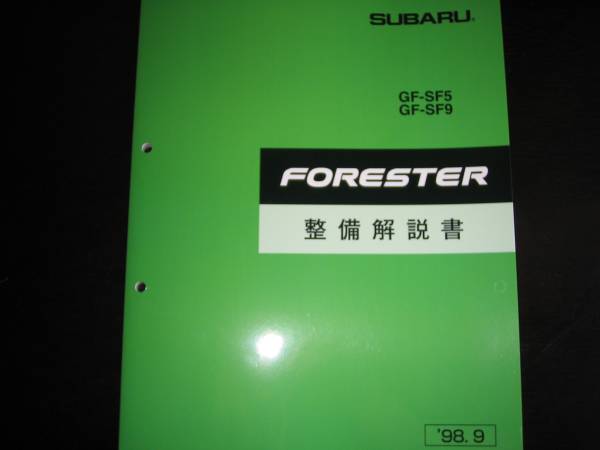 SUBARU®
GF-SF5
GF-SF9
FORESTER
整備解説書
'98.9